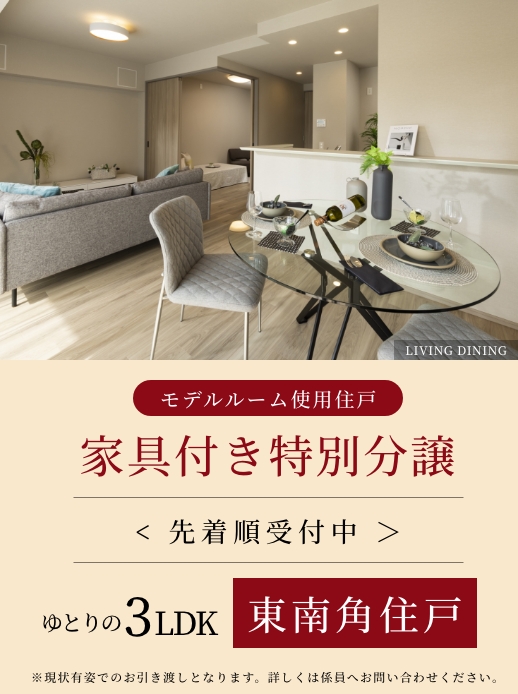 LIVING DINING
モデルルーム使用住戸
家具付き特別分譲
< 先着順受付中 >
ゆとりの3LDK 東南角住戸
※現状有姿でのお引き渡しとなります。詳しくは係員へお問い合わせください。